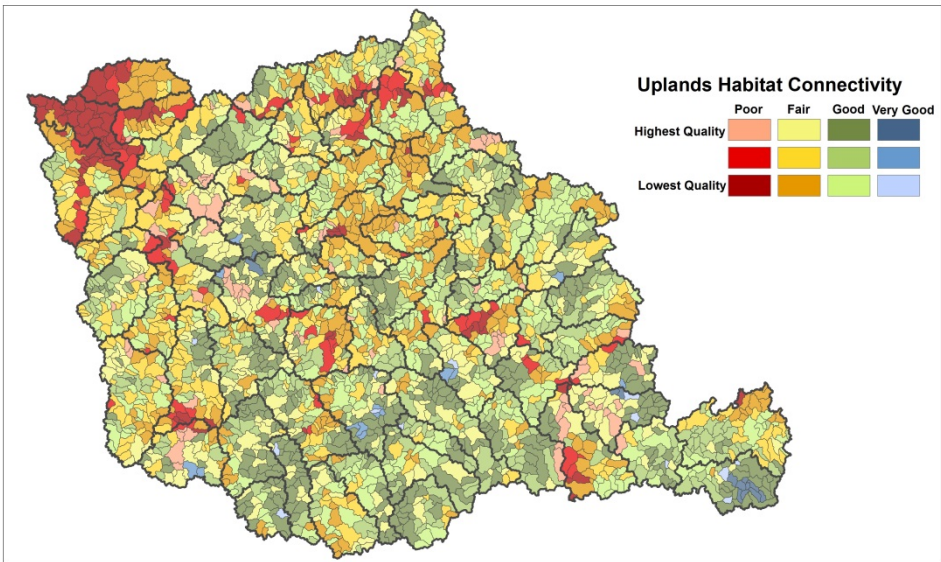 Uplands Habitat Connectivity
Poor Fair Good Very Good
Highest Quality
Lowest Quality